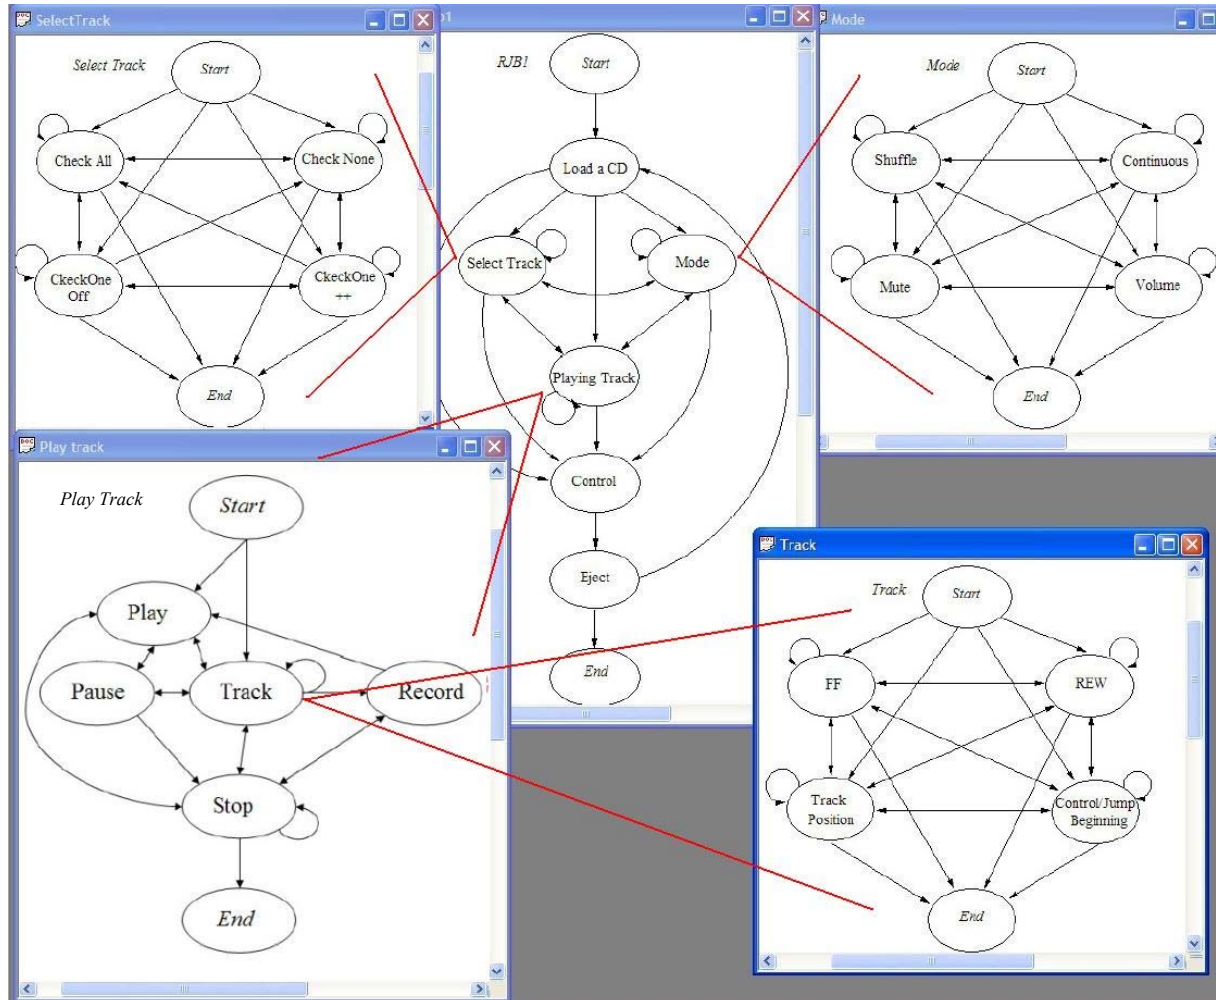 SelectTrack
Select Track
Start
Check All
Check None
CkeckOne
Off
CkeckOne
++
End
RJB1
Start
Load a CD
Select Track
Mode
Playing Track
Control
Eject
End
Mode
Mode
Start
Shuffle
Continuous
Mute
Volume
End
Play track
Play Track
Start
Play
Pause
Track
Record
Stop
End
Track
Track
Start
FF
REW
Track
Position
Control/Jump
Beginning
End